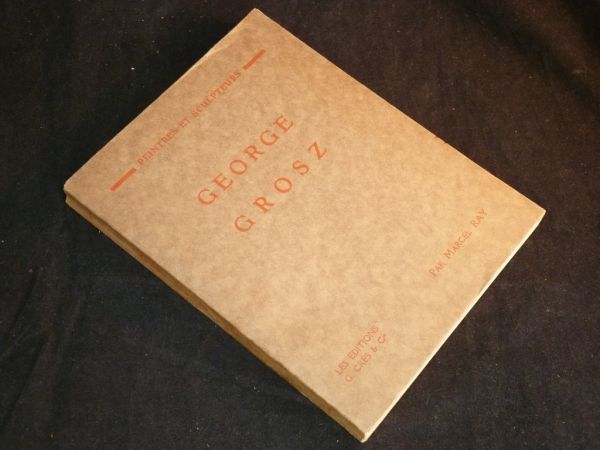 PEINTRES ET SCULPTEURS
GEORGE
GROSZ
PAR MARCEL RAY
LES EDITIONS
G. CRÈS & Cie